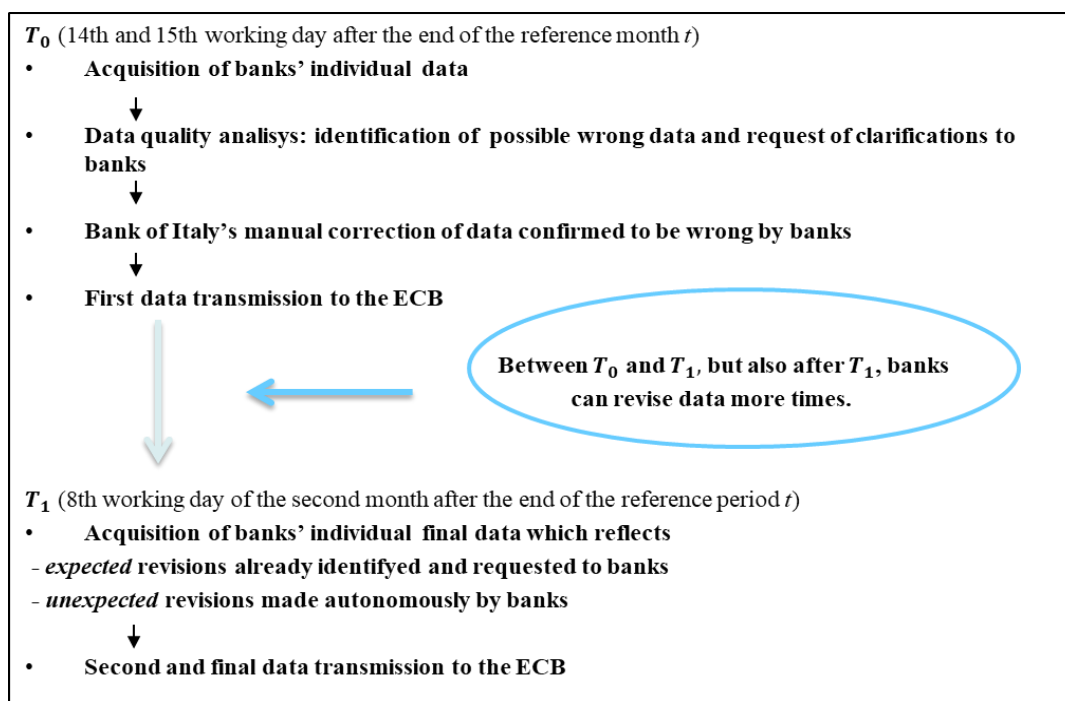 T₀ (14th and 15th working day after the end of the reference month t)
• Acquisition of banks’ individual data
• Data quality analisys: identification of possible wrong data and request of clarifications to
banks
• Bank of Italy’s manual correction of data confirmed to be wrong by banks
• First data transmission to the ECB
Between T₀ and T₁, but also after T₁, banks
can revise data more times.
T₁ (8th working day of the second month after the end of the reference period t)
• Acquisition of banks’ individual final data which reflects
- expected revisions already identifyed and requested to banks
- unexpected revisions made autonomously by banks
• Second and final data transmission to the ECB